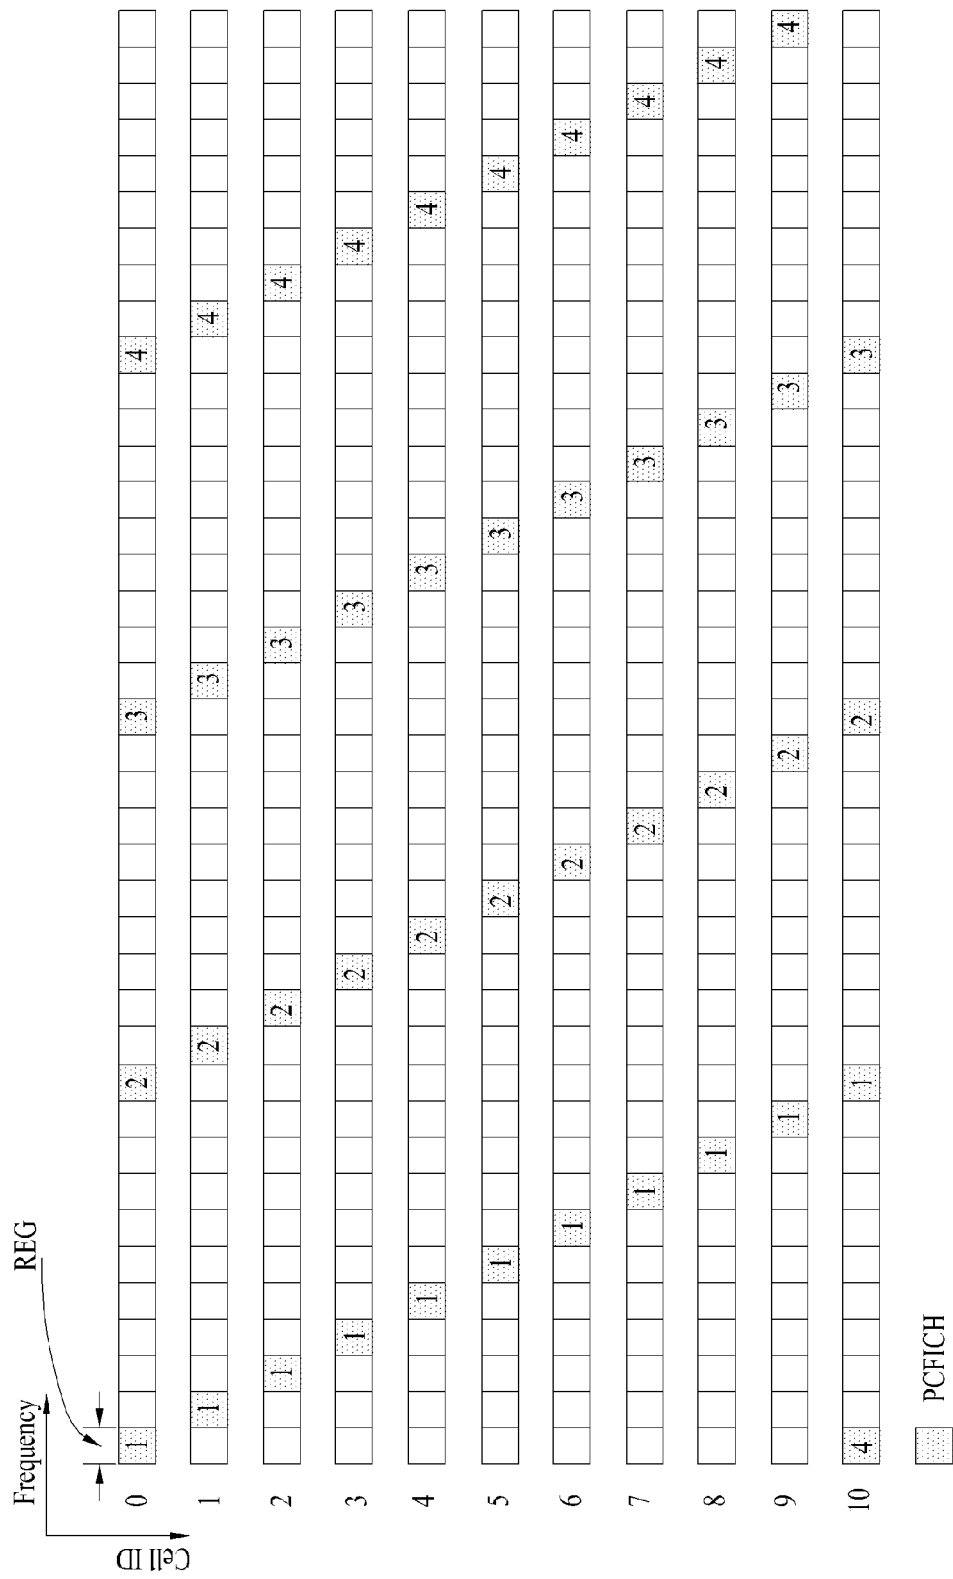 Frequency REG
Cell ID
0 1 2 3 4
1 1 2 3 4
2 1 2 3 4
3 1 2 3 4
4 1 2 3 4
5 1 2 3 4
6 1 2 3 4
7 1 2 3 4
8 1 2 3 4
9 1 2 3 4
10 4 1 2 3
PCFICH